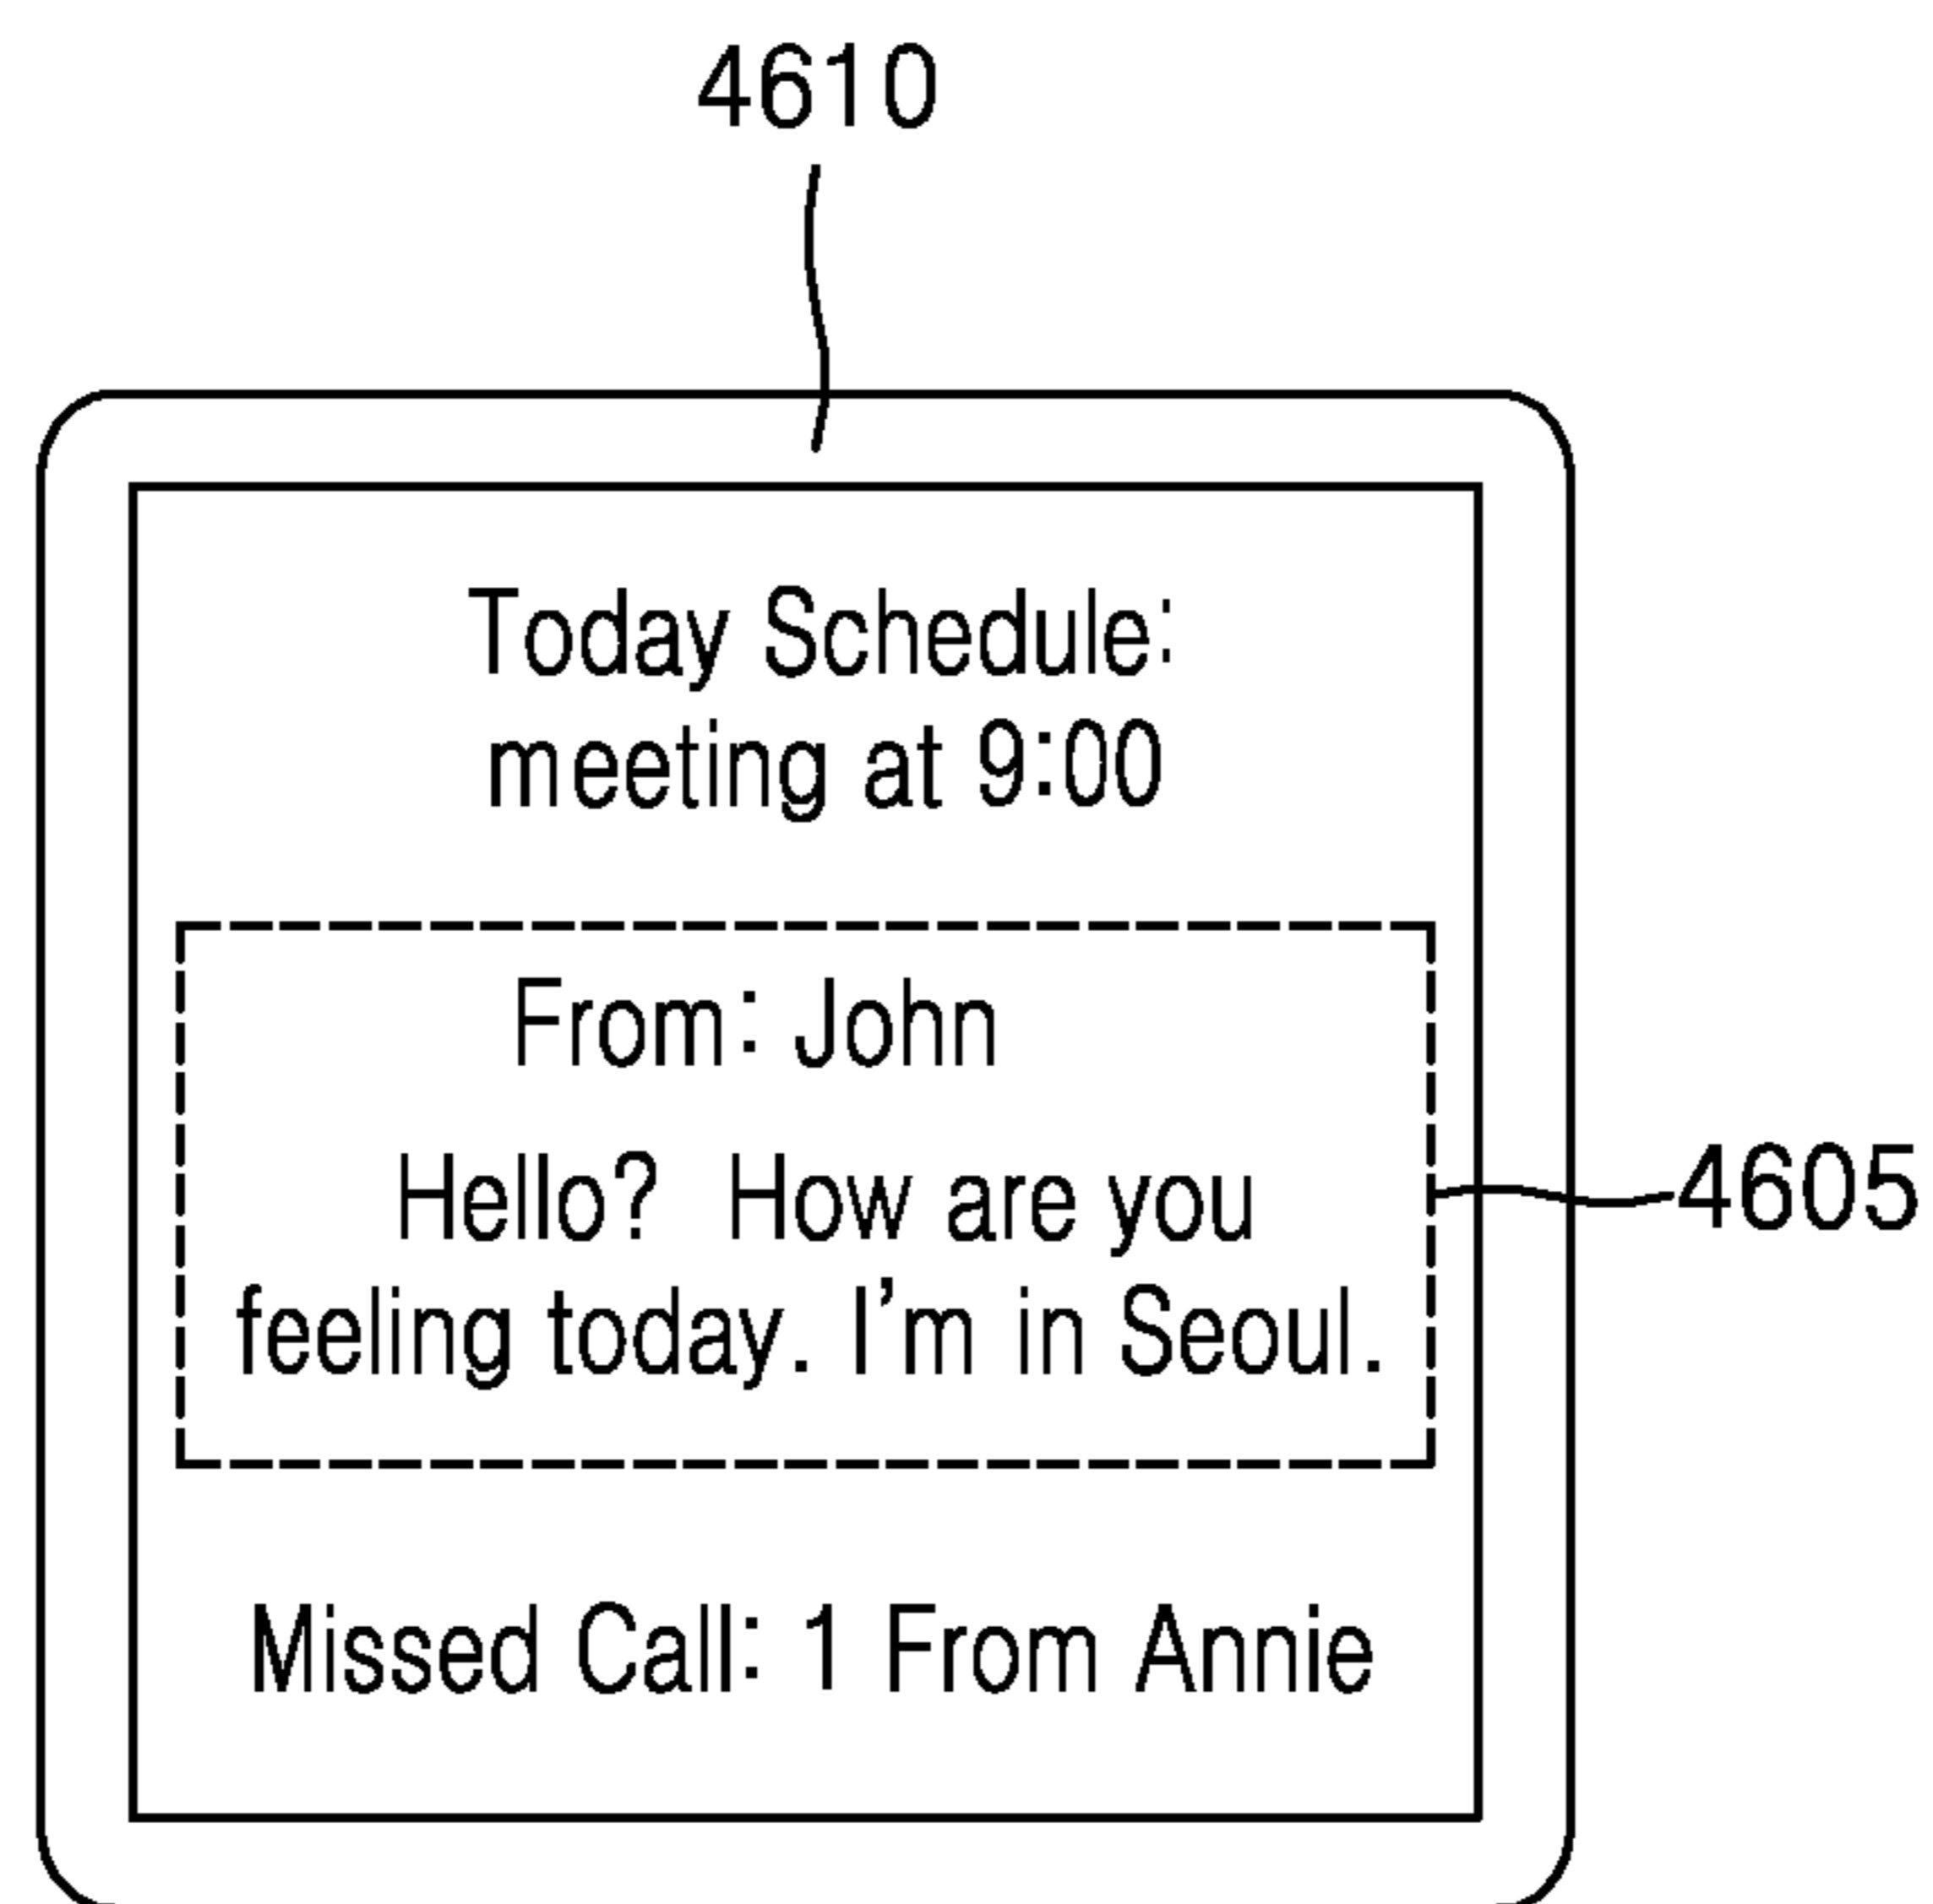 4610
Today Schedule:
meeting at 9:00
From: John
Hello?  How are you
feeling today. I'm in Seoul.
4605
Missed Call: 1 From Annie